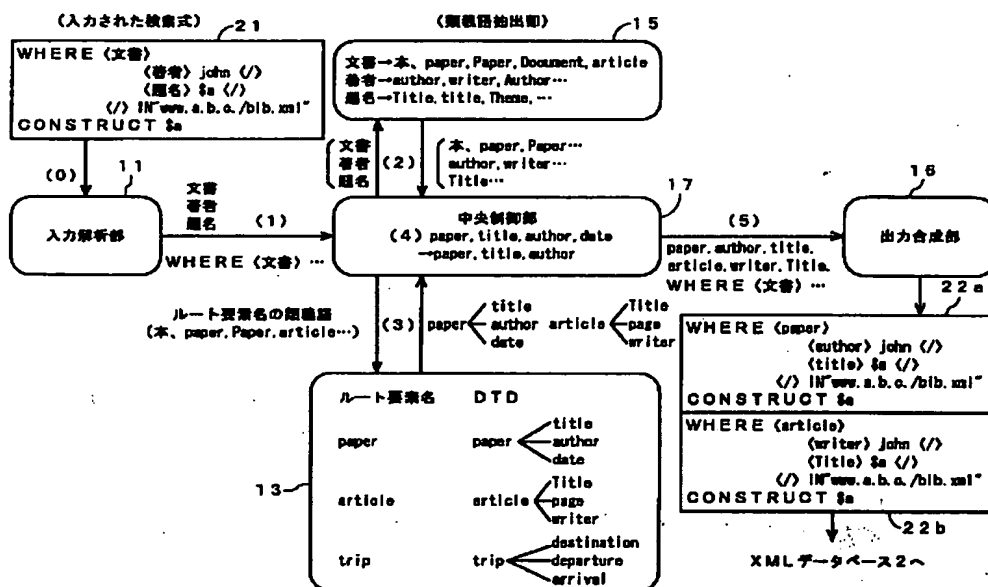 (入力された検索式)
21
WHERE 〈文書〉
〈著者〉 john 〈/〉
〈題名〉 $a 〈/〉
〈/〉 IN"www.a.b.c./bib.xml"
CONSTRUCT $a
(類義語抽出部)
15
文書→本、paper,Paper,Document,article
著者→author,writer,Author…
題名→Title,title,Theme,…
(0)
11
入力解析部
文書
著者
題名
(1)
WHERE 〈文書〉…
文書
著者
題名
(2)
本、paper,Paper…
author,writer…
Title…
17
中央制御部
(4) paper,title,author,date
→paper,title,author
(5)
paper,author,title,
article,writer,Title,
WHERE 〈文書〉…
16
出力合成部
ルート要素名の類義語
(本、paper,Paper,article…)
(3)
paper
title
author
date
article
Title
page
writer
22a
WHERE 〈paper〉
〈author〉 john 〈/〉
〈title〉 $a 〈/〉
〈/〉 IN"www.a.b.c./bib.xml"
CONSTRUCT $a
WHERE 〈article〉
〈writer〉 john 〈/〉
〈Title〉 $a 〈/〉
〈/〉 IN"www.a.b.c./bib.xml"
CONSTRUCT $a
22b
XMLデータベース2へ
13
ルート要素名 DTD
paper paper
title
author
date
article article
Title
page
writer
trip trip
destination
departure
arrival